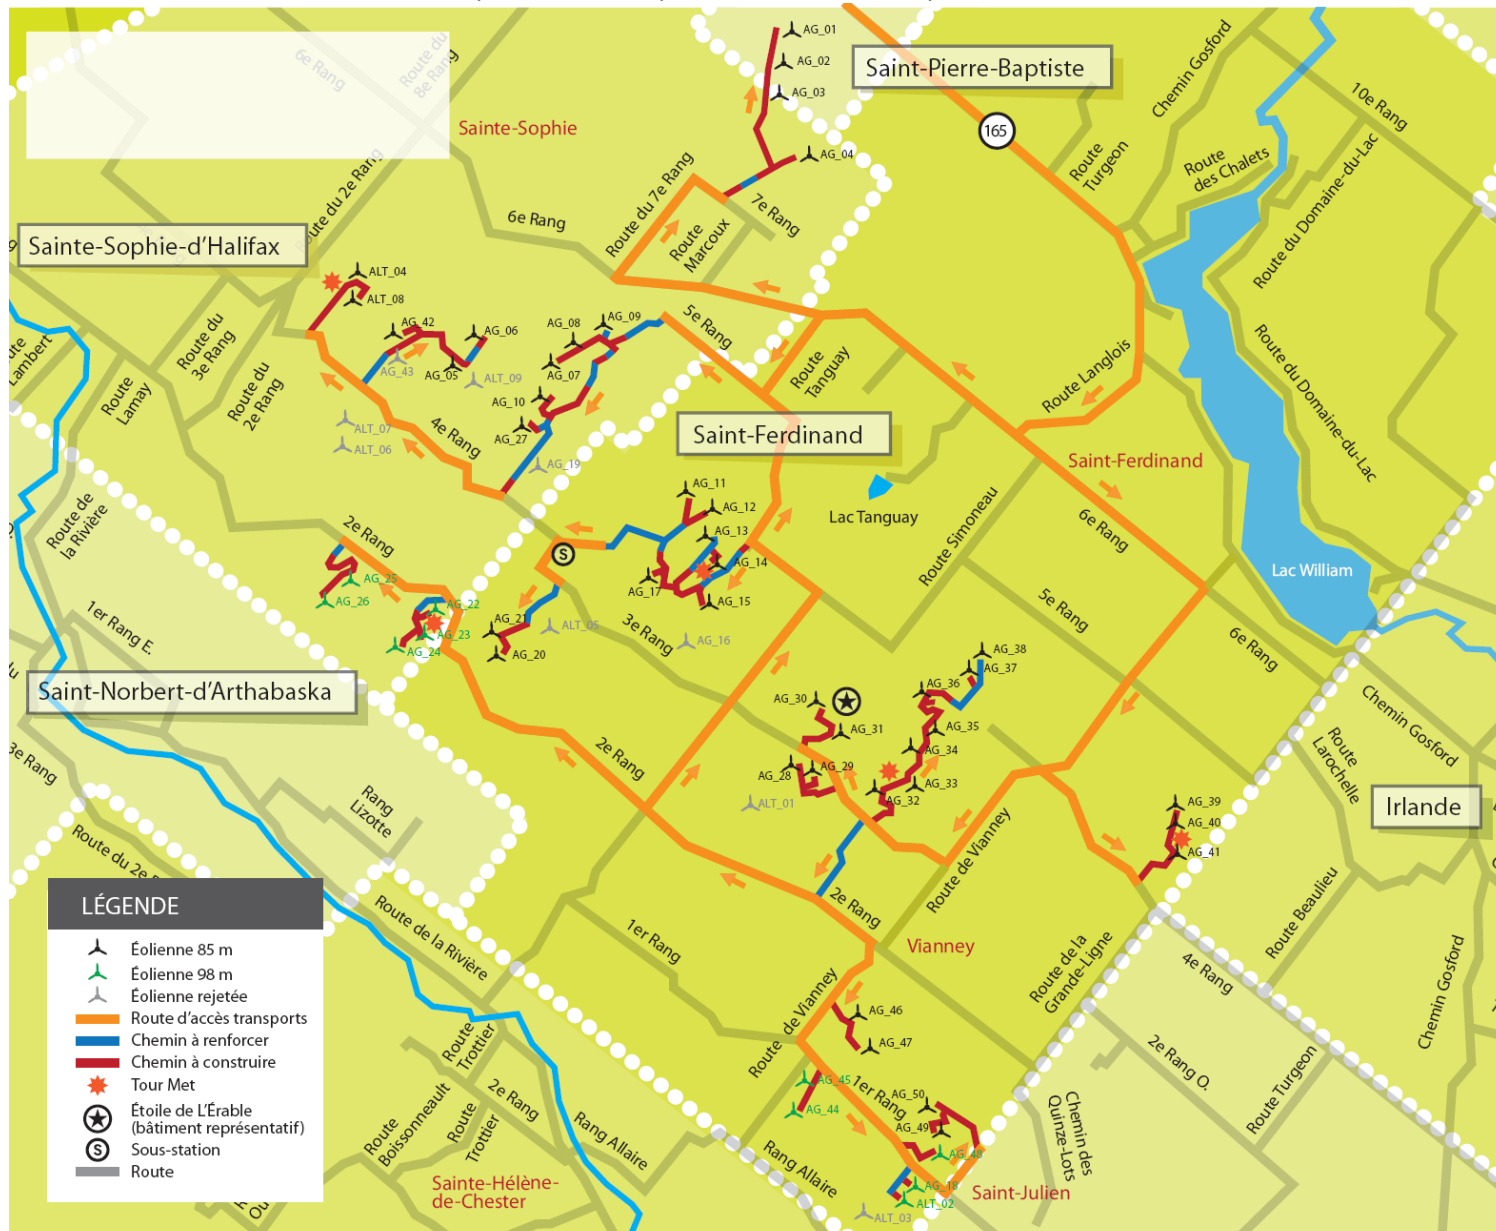 AG_01
AG_02
AG_03
AG_04
Saint-Pierre-Baptiste
165
Chemin Gosford
10e Rang
Route
Turgeon
Route
des Chalets
Route du Domaine-du-Lac
6e Rang
Route du
8e Rang
Sainte-Sophie
Route du 2e Rang
6e Rang
Route du 7e Rang
Route
Marcoux
7e Rang
Sainte-Sophie-d'Halifax
ALT_04
ALT_08
Route du
3e Rang
Lambert
Route
Lamay
Route du
2e Rang
AG_42
AG_43
AG_06
AG_05
ALT_09
AG_08
AG_09
AG_07
AG_10
AG_27
AG_19
5e Rang
Route
Tanguay
Route Langlois
Route du Domaine-du-Lac
ALT_07
ALT_06
4e Rang
Saint-Ferdinand
Saint-Ferdinand
Lac Tanguay
Route Simoneau
6e Rang
Lac William
AG_11
AG_12
AG_13
AG_14
AG_17
AG_15
AG_16
S
Route de
la Rivière
2e Rang
AG_25
AG_26
AG_22
AG_23
AG_24
AG_21
AG_20
ALT_05
3e Rang
5e Rang
6e Rang
1er Rang E.
Saint-Norbert-d'Arthabaska
3e Rang
du
AG_38
AG_37
AG_36
AG_35
AG_34
AG_33
AG_32
AG_30
AG_31
AG_29
AG_28
ALT_01
2e Rang
Chemin Gosford
Route
Larochelle
Irlande
AG_39
AG_40
AG_41
Rang
Lizotte
Route du 2e
Route de Vianney
2e Rang
Vianney
1er Rang
Route de la Rivière
Route Beaulieu
Route de la
Grande-Ligne
4e Rang
Chemin Gosford
2e Rang O.
Route Turgeon
Route de Vianney
AG_46
AG_47
AG_45
AG_44
1er Rang
AG_50
AG_49
AG_48
AG_18
ALT_02
ALT_03
Saint-Julien
Chemin des
Quinze-Lots
Route
Trottier
2e Rang
Route
Boissonneault
Route
Trottier
Rang Allaire
Rang Allaire
Sainte-Hélène-
de-Chester
LÉGENDE
Éolienne 85 m
Éolienne 98 m
Éolienne rejetée
Route d'accès transports
Chemin à renforcer
Chemin à construire
Tour Met
Étoile de L'Érable
(bâtiment représentatif)
S Sous-station
Route